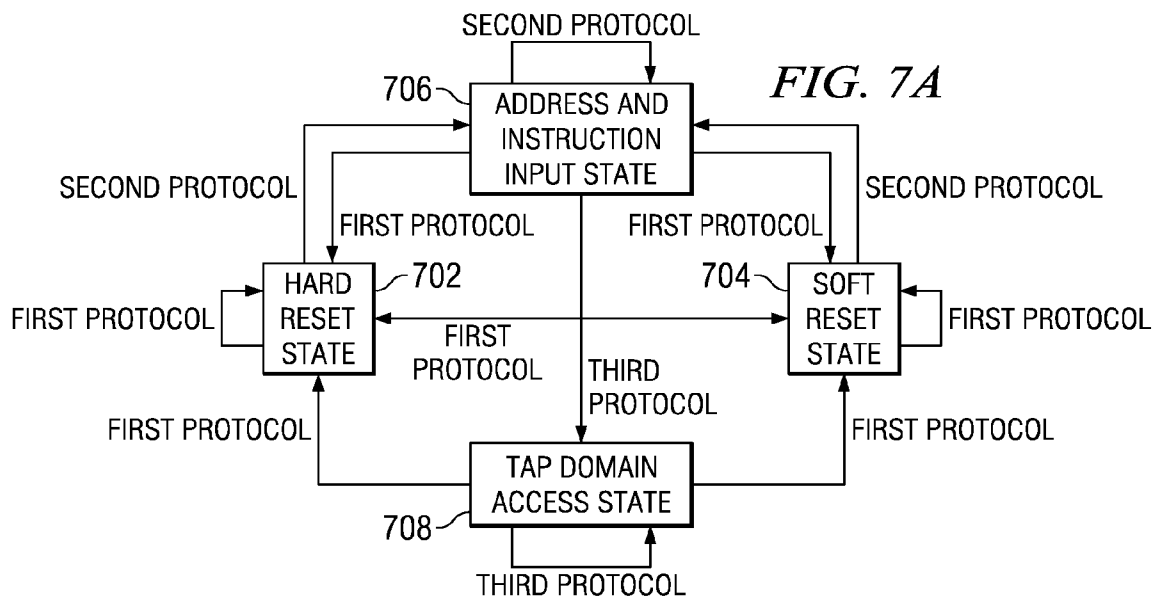 SECOND PROTOCOL
FIG. 7A
706
ADDRESS AND
INSTRUCTION
INPUT STATE
SECOND PROTOCOL
SECOND PROTOCOL
FIRST PROTOCOL
FIRST PROTOCOL
HARD
RESET
STATE
702
704
SOFT
RESET
STATE
FIRST PROTOCOL
FIRST PROTOCOL
FIRST
PROTOCOL
THIRD
PROTOCOL
FIRST PROTOCOL
FIRST PROTOCOL
TAP DOMAIN
ACCESS STATE
708
THIRD PROTOCOL